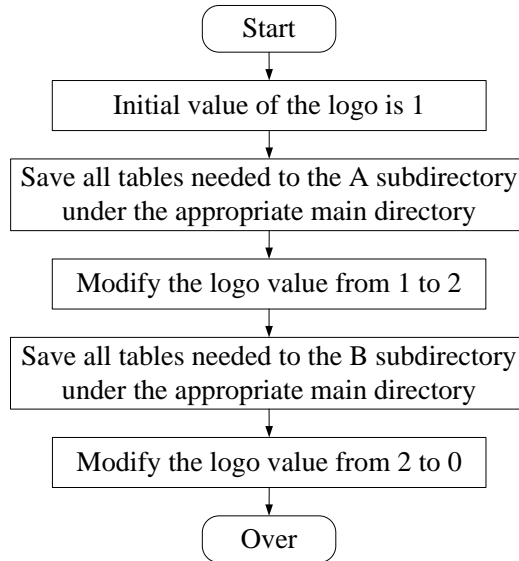 Start
Initial value of the logo is 1
Save all tables needed to the A subdirectory
under the appropriate main directory
Modify the logo value from 1 to 2
Save all tables needed to the B subdirectory
under the appropriate main directory
Modify the logo value from 2 to 0
Over